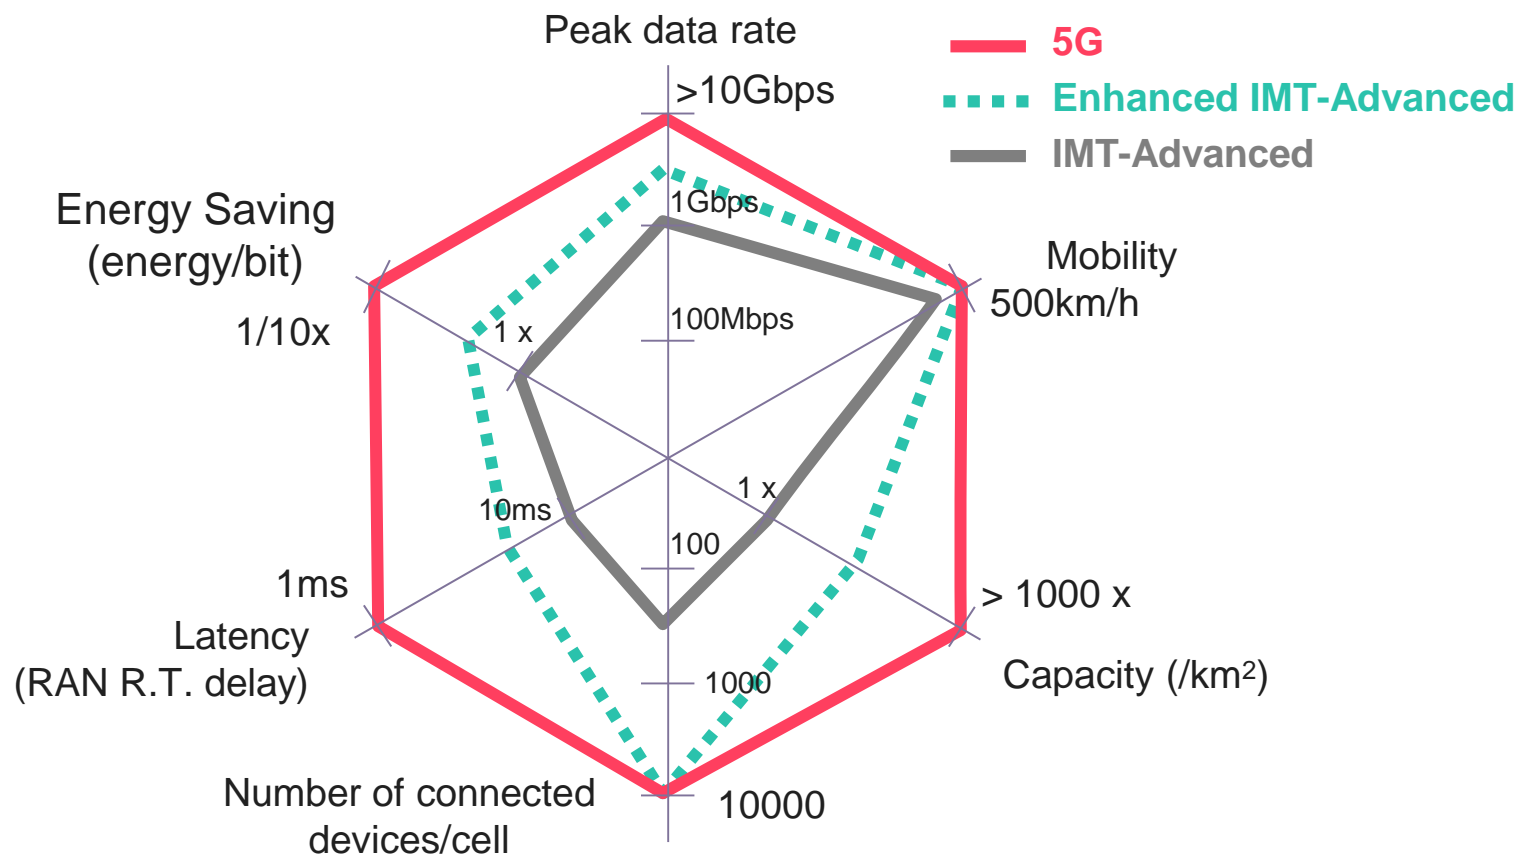 Peak data rate
>10Gbps
5G
Enhanced IMT-Advanced
IMT-Advanced
1Gbps
Energy Saving
(energy/bit)
1/10x
Mobility
500km/h
100Mbps
1 x
1 x
10ms
100
1ms
Latency
(RAN R.T. delay)
> 1000 x
Capacity (/km²)
1000
Number of connected
devices/cell
10000